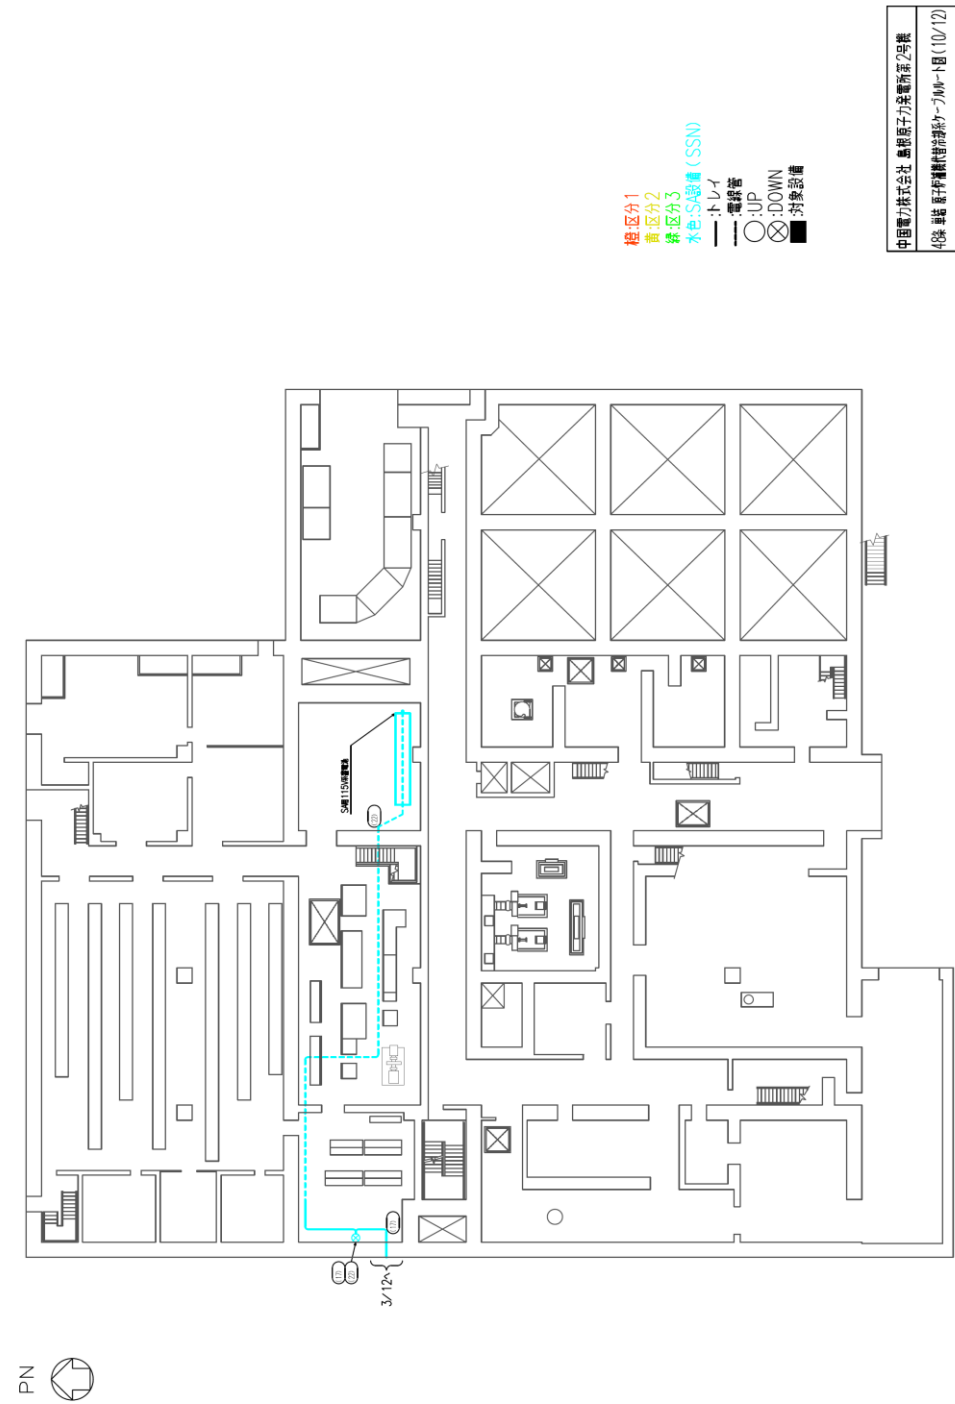 中国電力株式会社 島根原子力発電所第2号機
48条 単結 原子炉補機代替冷却系ケーブルルート図(10/12)
橙:区分1
黄:区分2
緑:区分3
水色:SA設備(SSN)
:トレイ
:電線管
:UP
:DOWN
:対象設備
SA用115V系蓄電池
3/12へ
PN